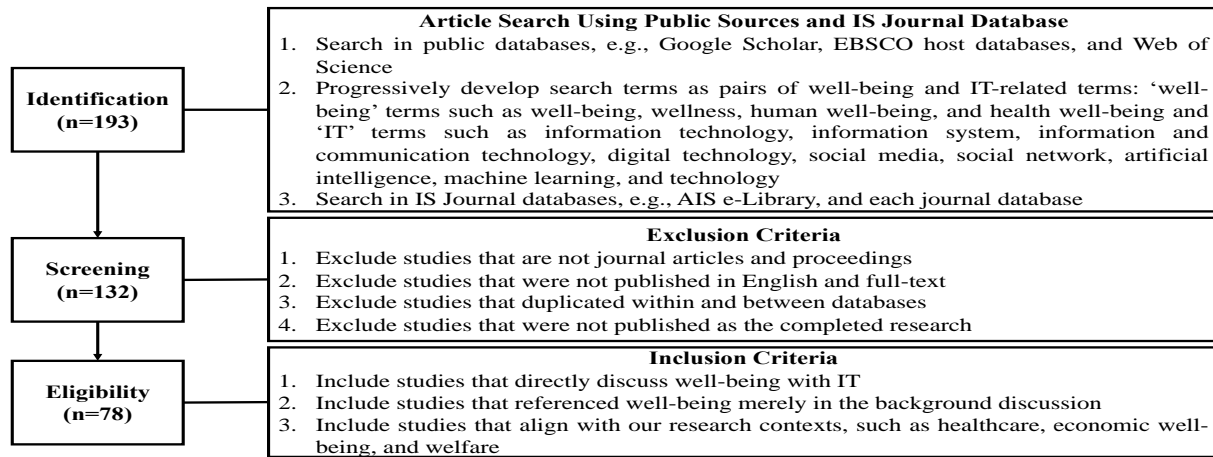 Article Search Using Public Sources and IS Journal Database
1. Search in public databases, e.g., Google Scholar, EBSCO host databases, and Web of
Science
2. Progressively develop search terms as pairs of well-being and IT-related terms: ‘well-
being’ terms such as well-being, wellness, human well-being, and health well-being and
‘IT’ terms such as information technology, information system, information and
communication technology, digital technology, social media, social network, artificial
intelligence, machine learning, and technology
3. Search in IS Journal databases, e.g., AIS e-Library, and each journal database
Identification
(n=193)
Exclusion Criteria
1. Exclude studies that are not journal articles and proceedings
2. Exclude studies that were not published in English and full-text
3. Exclude studies that duplicated within and between databases
4. Exclude studies that were not published as the completed research
Screening
(n=132)
Inclusion Criteria
1. Include studies that directly discuss well-being with IT
2. Include studies that referenced well-being merely in the background discussion
3. Include studies that align with our research contexts, such as healthcare, economic well-
being, and welfare
Eligibility
(n=78)